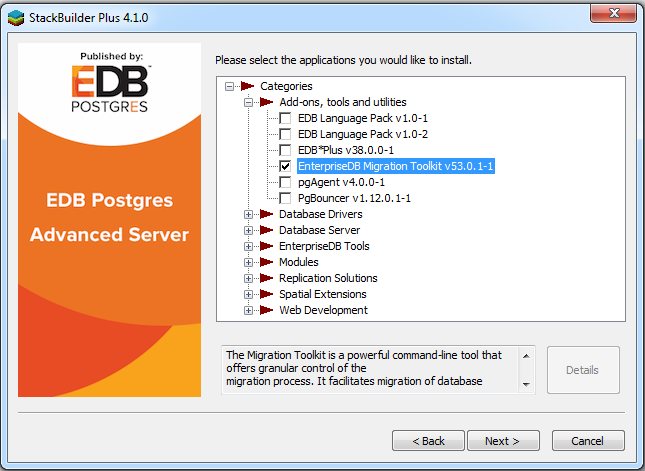 StackBuilder Plus 4.1.0
Published by:
EDB
POSTGRES
EDB Postgres
Advanced Server
Please select the applications you would like to install.
Categories
Add-ons, tools and utilities
EDB Language Pack v1.0-1
EDB Language Pack v1.0-2
EDB*Plus v38.0.0-1
EnterpriseDB Migration Toolkit v53.0.1-1
pgAgent v4.0.0-1
PgBouncer v1.12.0.1-1
Database Drivers
Database Server
EnterpriseDB Tools
Modules
Replication Solutions
Spatial Extensions
Web Development
The Migration Toolkit is a powerful command-line tool that
offers granular control of the
migration process. It facilitates migration of database
Details
< Back
Next >
Cancel